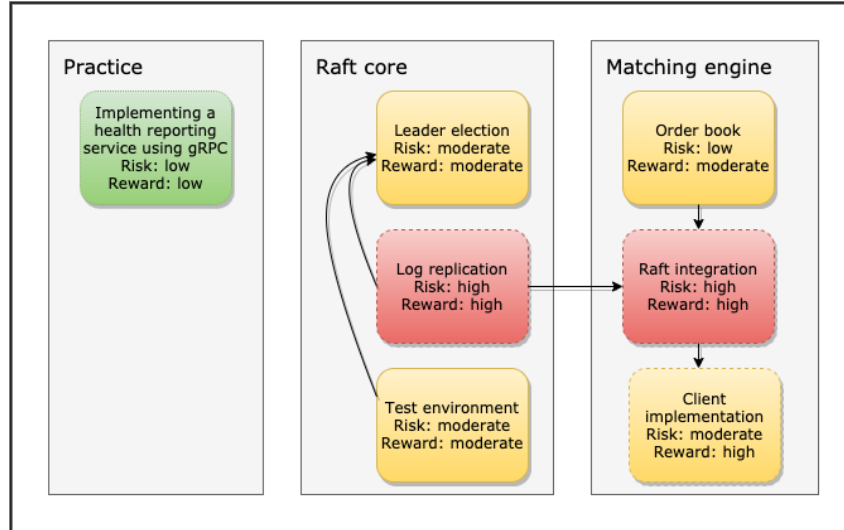 Practice
Implementing a
health reporting
service using gRPC
Risk: low
Reward: low
Raft core
Leader election
Risk: moderate
Reward: moderate
Log replication
Risk: high
Reward: high
Test environment
Risk: moderate
Reward: moderate
Matching engine
Order book
Risk: low
Reward: moderate
Raft integration
Risk: high
Reward: high
Client
implementation
Risk: moderate
Reward: high